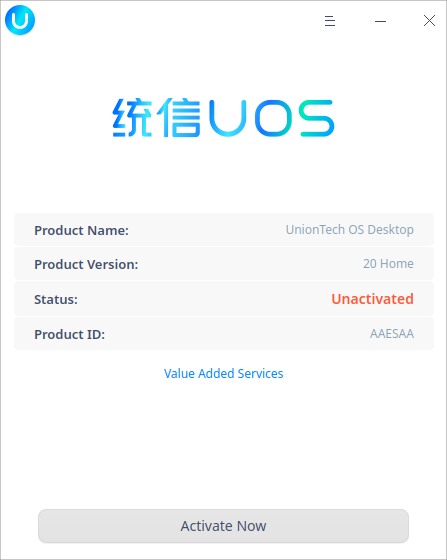 统信UOS
Product Name: UnionTech OS Desktop
Product Version: 20 Home
Status: Unactivated
Product ID: AAESAA
Value Added Services
Activate Now